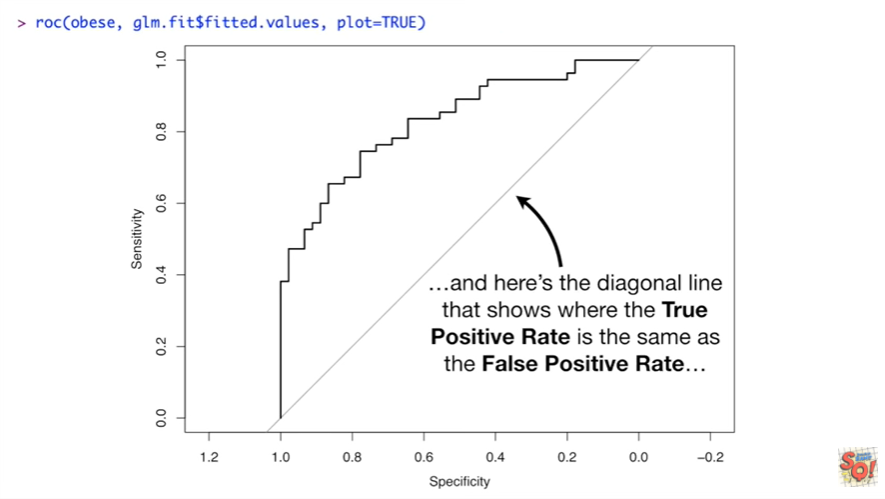 > roc(obese, glm.fit$fitted.values, plot=TRUE)
1.0
0.8
0.6
0.4
0.2
0.0
Sensitivity
…and here’s the diagonal line
that shows where the True
Positive Rate is the same as
the False Positive Rate…
1.2 1.0 0.8 0.6 0.4 0.2 0.0 −0.2
Specificity
SQ!